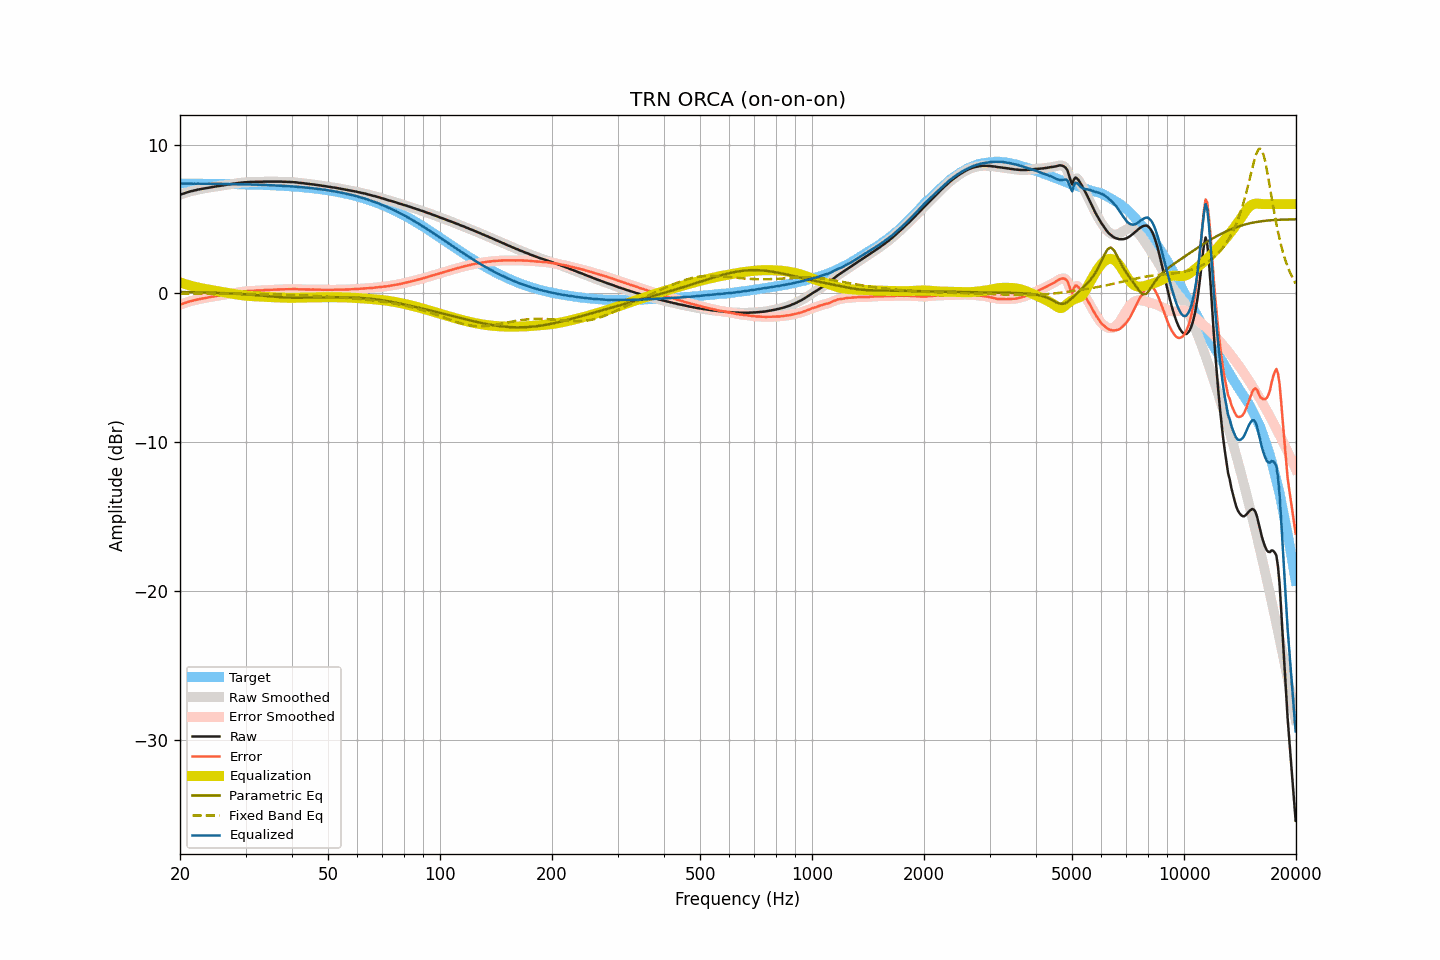 TRN ORCA (on-on-on)
10
0
−10
−20
−30
Amplitude (dBr)
Target
Raw Smoothed
Error Smoothed
Raw
Error
Equalization
Parametric Eq
Fixed Band Eq
Equalized
20 50 100 200 500 1000 2000 5000 10000 20000
Frequency (Hz)